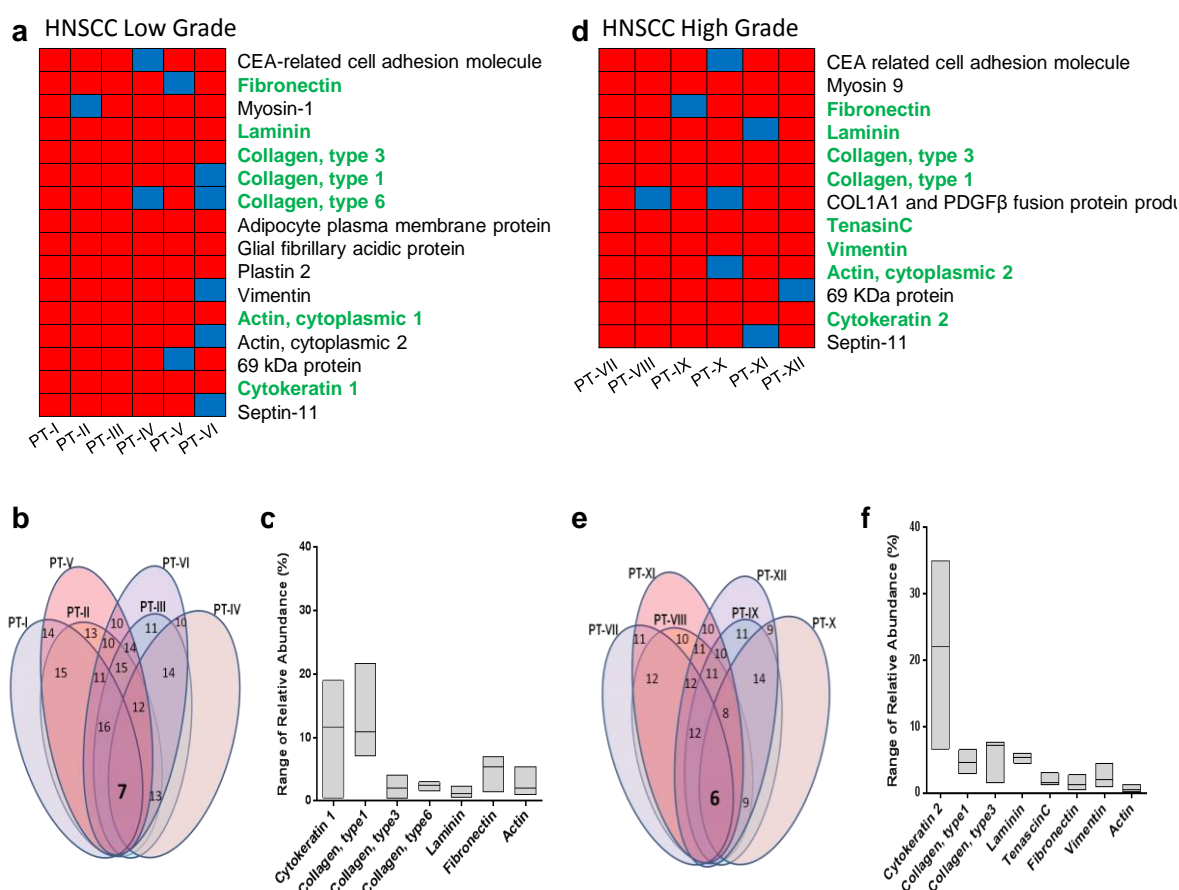 a HNSCC Low Grade
CEA-related cell adhesion molecule
Fibronectin
Myosin-1
Laminin
Collagen, type 3
Collagen, type 1
Collagen, type 6
Adipocyte plasma membrane protein
Glial fibrillary acidic protein
Plastin 2
Vimentin
Actin, cytoplasmic 1
Actin, cytoplasmic 2
69 kDa protein
Cytokeratin 1
Septin-11
PT-I PT-II PT-III PT-IV PT-V PT-VI
d HNSCC High Grade
CEA related cell adhesion molecule
Myosin 9
Fibronectin
Laminin
Collagen, type 3
Collagen, type 1
COL1A1 and PDGFβ fusion protein produ
TenasinC
Vimentin
Actin, cytoplasmic 2
69 KDa protein
Cytokeratin 2
Septin-11
PT-VII PT-VIII PT-IX PT-X PT-XI PT-XII
b
PT-V PT-VI
PT-I PT-II PT-III PT-IV
14 13 10 11 10
10 14
15 11 15 14
12
16
7 13
c
Range of Relative Abundance (%)
40
30
20
10
0
Cytokeratin 1
Collagen, type1
Collagen, type3
Collagen, type6
Laminin
Fibronectin
Actin
e
PT-XI PT-XII
PT-VII PT-VIII PT-IX PT-X
11 10 10 11 9
11 10
12 12 11 14
8
12
6 9
f
Range of Relative Abundance (%)
40
30
20
10
0
Cytokeratin 2
Collagen, type1
Collagen, type3
Laminin
TenascinC
Fibronectin
Vimentin
Actin